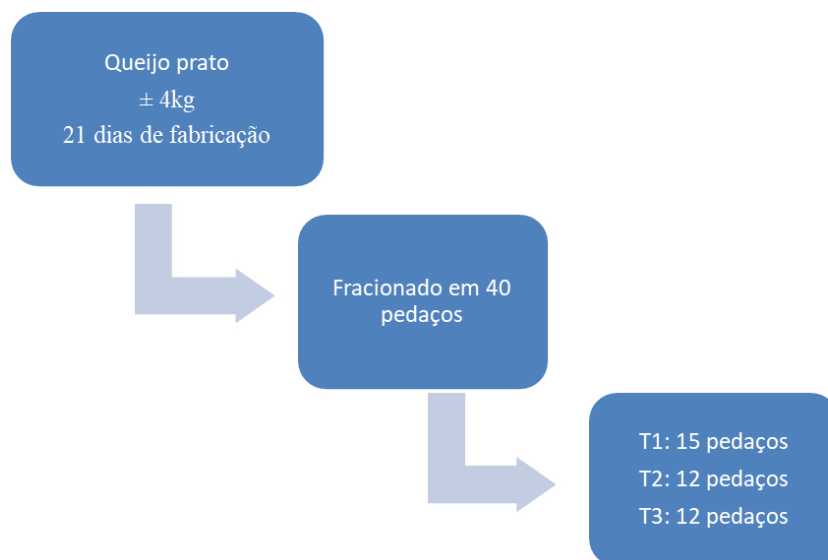 Queijo prato
± 4kg
21 dias de fabricação
Fracionado em 40
pedaços
T1: 15 pedaços
T2: 12 pedaços
T3: 12 pedaços